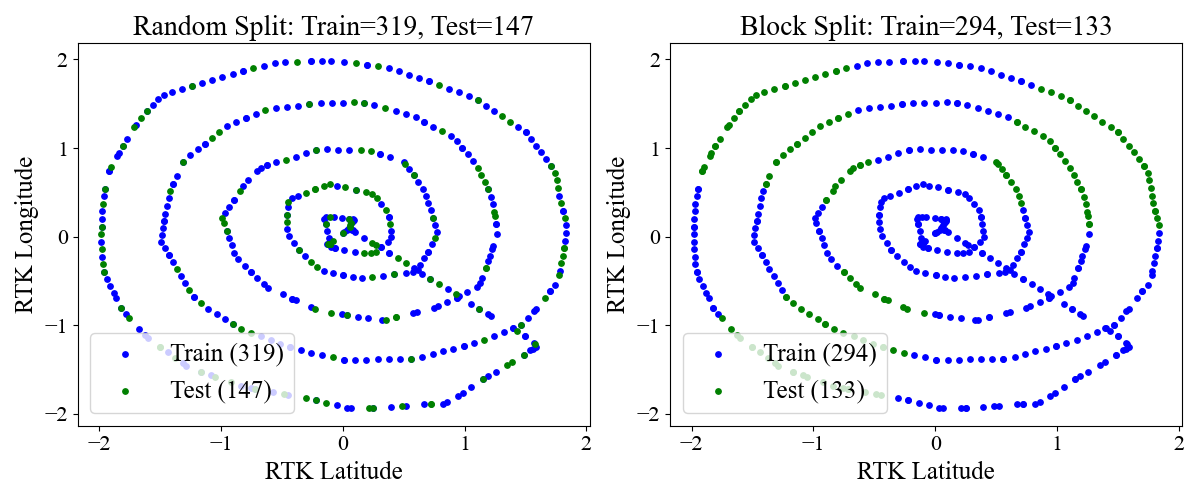 Random Split: Train=319, Test=147
2
1
0
−1
−2
RTK Longitude
Train (319)
Test (147)
−2
−1
0
1
2
RTK Latitude
Block Split: Train=294, Test=133
2
1
0
−1
−2
RTK Longitude
Train (294)
Test (133)
−2
−1
0
1
2
RTK Latitude